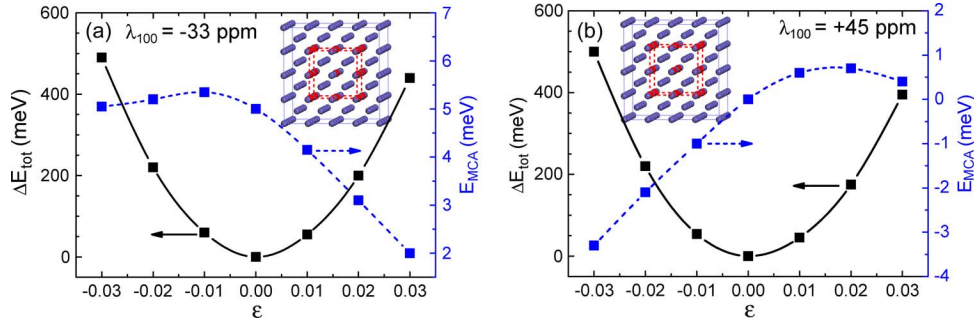 (a) λ100 = -33 ppm
600
400
200
0
ΔEtot (meV)
7
6
5
4
3
2
EMCA (meV)
-0.03 -0.02 -0.01 0.00 0.01 0.02 0.03
ε
(b) λ100 = +45 ppm
600
400
200
0
ΔEtot (meV)
2
1
0
-1
-2
-3
-4
EMCA (meV)
-0.03 -0.02 -0.01 0.00 0.01 0.02 0.03
ε